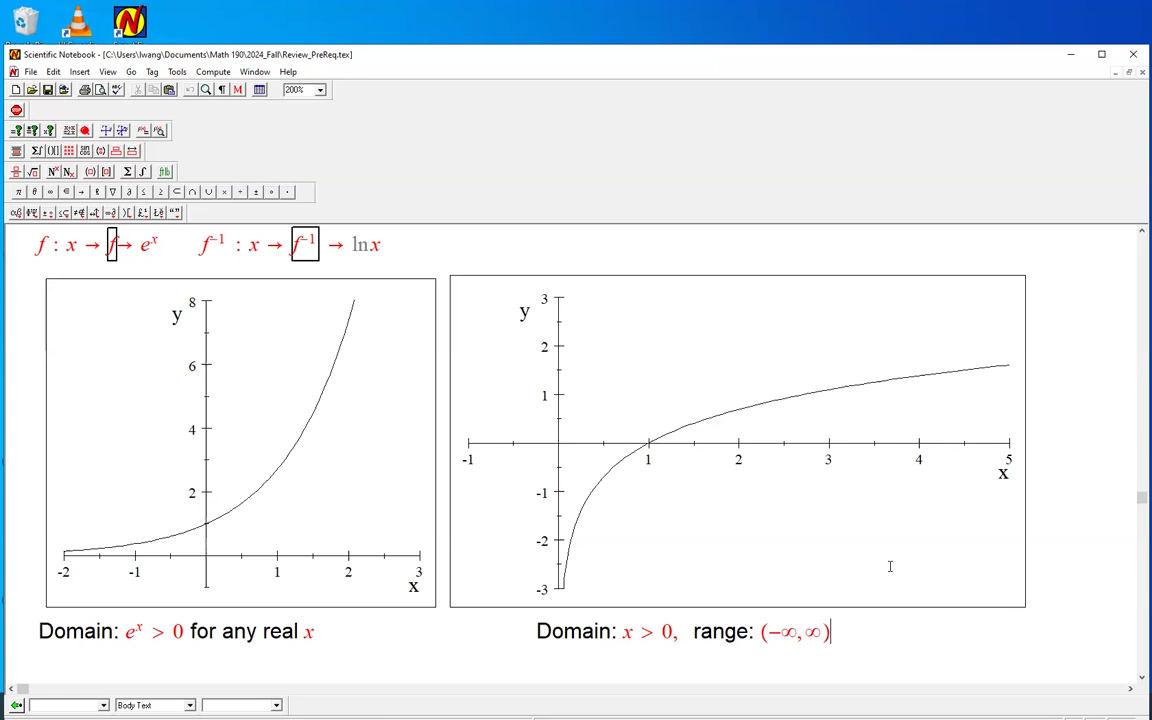 Scientific Notebook - [C:\Users\lwang\Documents\Math 190\2024_Fall\Review_PreReq.tex]
File Edit Insert View Go Tag Tools Compute Window Help
200%
f : x → f → eˣ f⁻¹ : x → f⁻¹ → ln x
y
8
6
4
2
-2 -1 1 2 3
x
y
3
2
1
-1 1 2 3 4 5
x
-1
-2
-3
Domain: eˣ > 0 for any real x
Domain: x > 0, range: (−∞, ∞)
Body Text